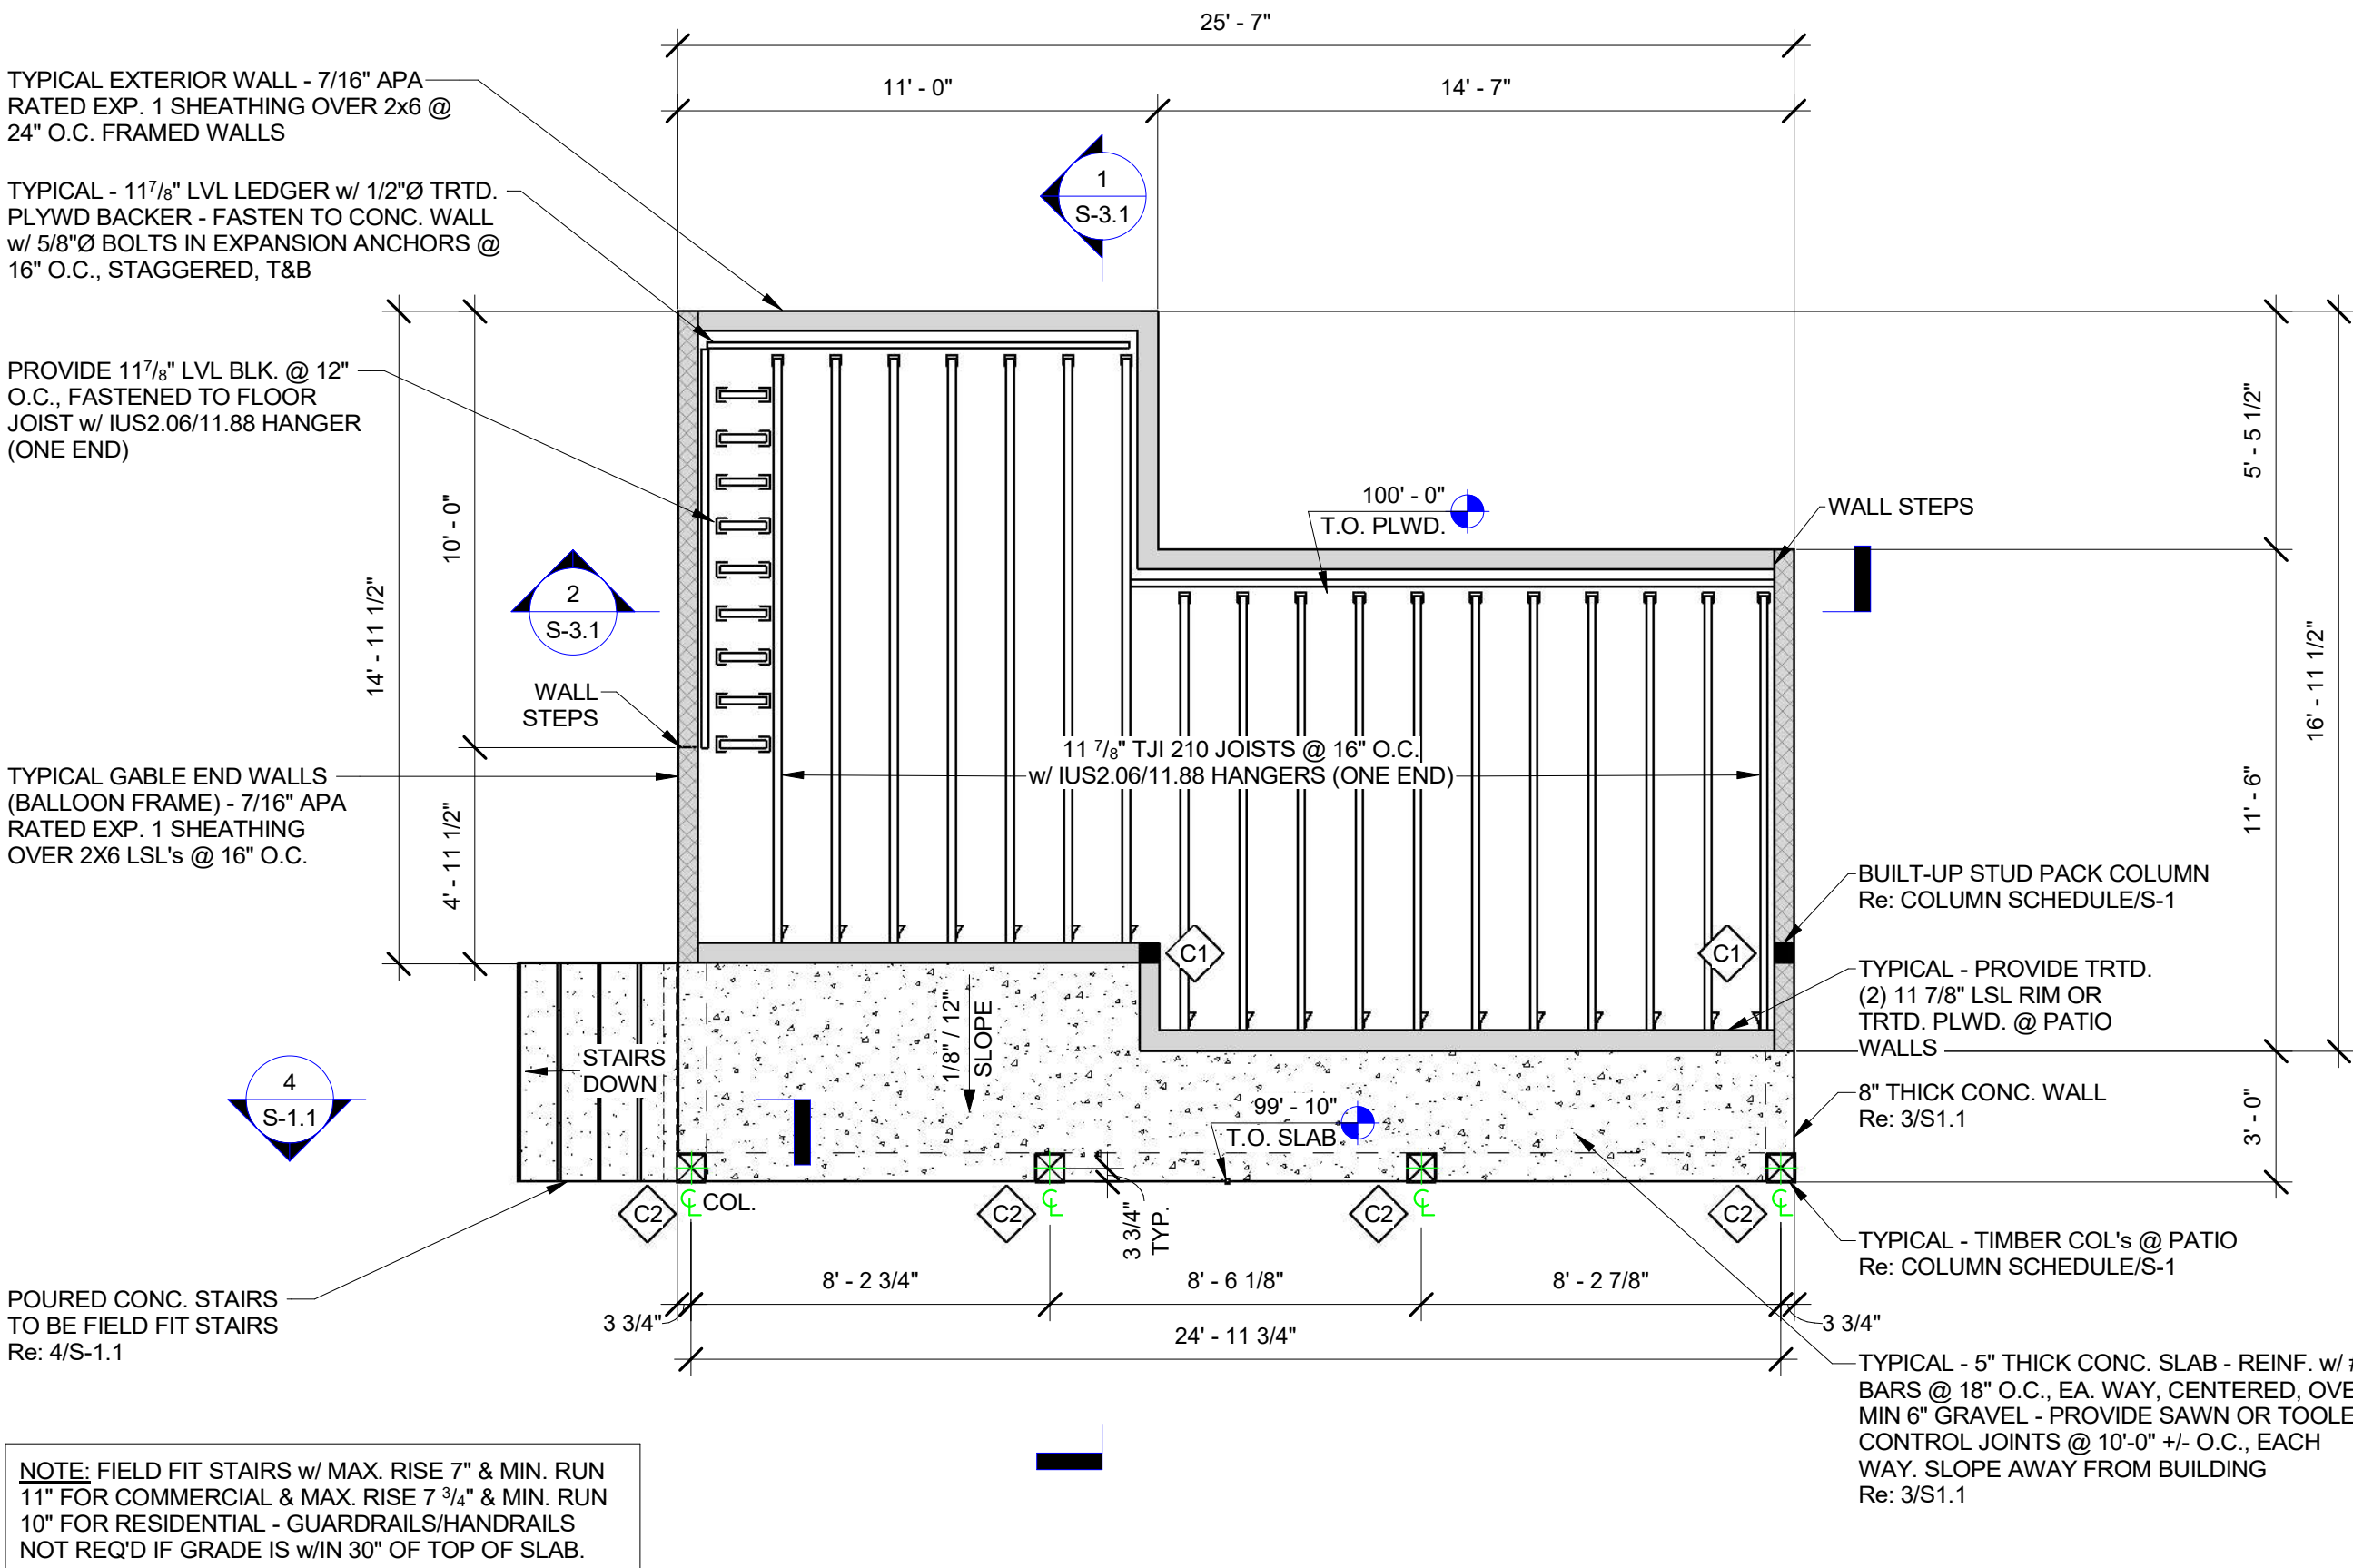 25' - 7"
11' - 0"
14' - 7"
TYPICAL EXTERIOR WALL - 7/16" APA
RATED EXP. 1 SHEATHING OVER 2x6 @
24" O.C. FRAMED WALLS
TYPICAL - 11 7/8" LVL LEDGER w/ 1/2"Ø TRTD.
PLYWD BACKER - FASTEN TO CONC. WALL
w/ 5/8"Ø BOLTS IN EXPANSION ANCHORS @
16" O.C., STAGGERED, T&B
1
S-3.1
PROVIDE 11 7/8" LVL BLK. @ 12"
O.C., FASTENED TO FLOOR
JOIST w/ IUS2.06/11.88 HANGER
(ONE END)
10' - 0"
14' - 11 1/2"
4' - 11 1/2"
2
S-3.1
WALL
STEPS
100' - 0"
T.O. PLWD.
WALL STEPS
5' - 5 1/2"
16' - 11 1/2"
11' - 6"
3' - 0"
11 7/8" TJI 210 JOISTS @ 16" O.C.
w/ IUS2.06/11.88 HANGERS (ONE END)
TYPICAL GABLE END WALLS
(BALLOON FRAME) - 7/16" APA
RATED EXP. 1 SHEATHING
OVER 2X6 LSL's @ 16" O.C.
BUILT-UP STUD PACK COLUMN
Re: COLUMN SCHEDULE/S-1
C1
C1
TYPICAL - PROVIDE TRTD.
(2) 11 7/8" LSL RIM OR
TRTD. PLWD. @ PATIO
WALLS
1/8" / 12"
SLOPE
STAIRS
DOWN
4
S-1.1
99' - 10"
T.O. SLAB
8" THICK CONC. WALL
Re: 3/S1.1
C2
CL COL.
C2
CL
3 3/4"
TYP.
C2
CL
C2
CL
TYPICAL - TIMBER COL's @ PATIO
Re: COLUMN SCHEDULE/S-1
POURED CONC. STAIRS
TO BE FIELD FIT STAIRS
Re: 4/S-1.1
8' - 2 3/4"
8' - 6 1/8"
8' - 2 7/8"
3 3/4"
24' - 11 3/4"
3 3/4"
TYPICAL - 5" THICK CONC. SLAB - REINF. w/ #
BARS @ 18" O.C., EA. WAY, CENTERED, OVE
MIN 6" GRAVEL - PROVIDE SAWN OR TOOLE
CONTROL JOINTS @ 10'-0" +/- O.C., EACH
WAY. SLOPE AWAY FROM BUILDING
Re: 3/S1.1
NOTE: FIELD FIT STAIRS w/ MAX. RISE 7" & MIN. RUN
11" FOR COMMERCIAL & MAX. RISE 7 3/4" & MIN. RUN
10" FOR RESIDENTIAL - GUARDRAILS/HANDRAILS
NOT REQ'D IF GRADE IS w/IN 30" OF TOP OF SLAB.